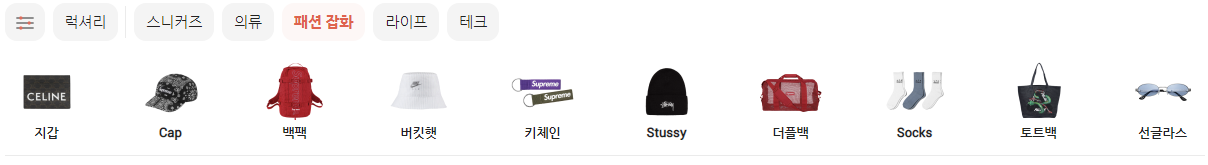 럭셔리 스니커즈 의류 패션 잡화 라이프 테크
CELINE Supreme Supreme
지갑 Cap 백팩 버킷햇 키체인 Stussy 더플백 Socks 토트백 선글라스